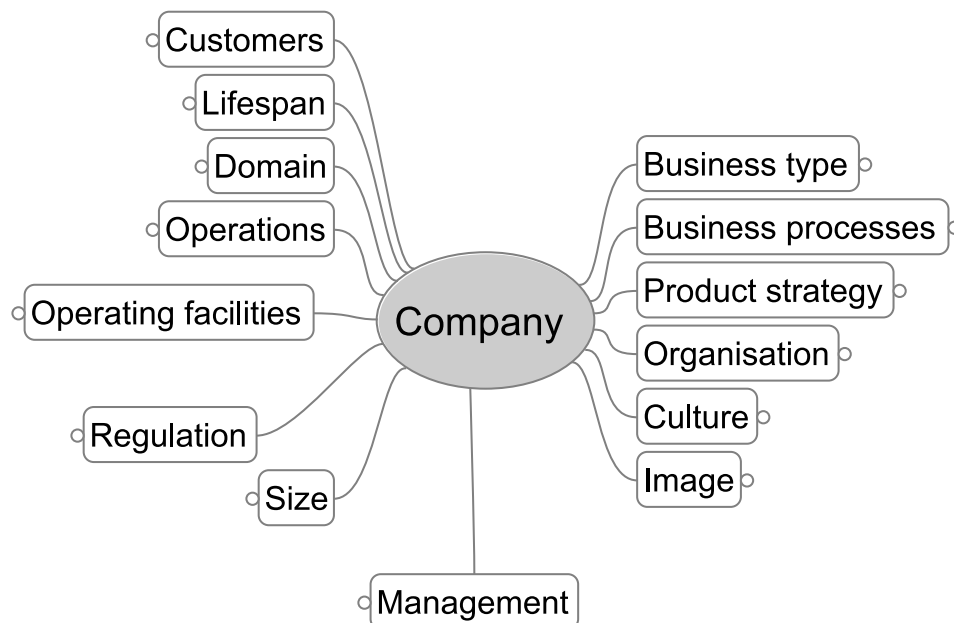 Customers
Lifespan
Domain
Operations
Operating facilities
Regulation
Size
Company
Management
Business type
Business processes
Product strategy
Organisation
Culture
Image